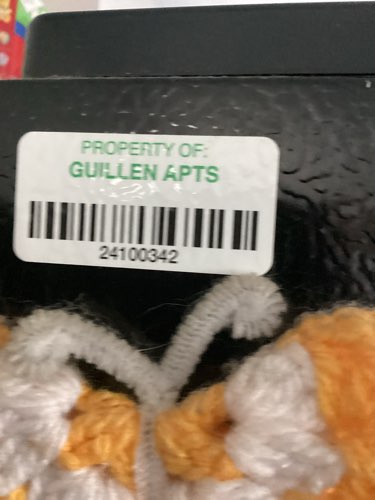 PROPERTY OF:
GUILLEN APTS
24100342